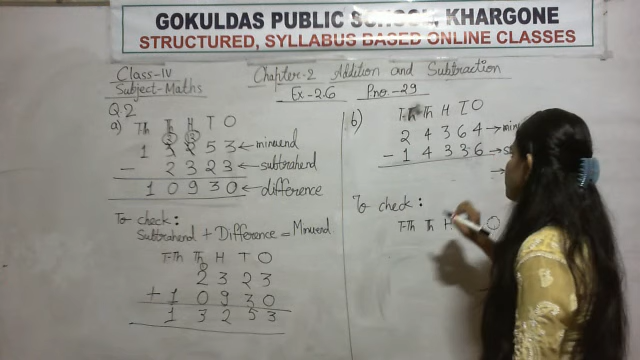 GOKULDAS PUBLIC SCHOOL, KHARGONE
STRUCTURED, SYLLABUS BASED ONLINE CLASSES
Class-IV
Chapter-2 Addition and Subtraction
Subject-Maths
Ex-2.6 Pno-29
Q.2
a) Th Th H T O
1 3 2 5 3 ← minuend
- 2 3 2 3 ← subtrahend
1 0 9 3 0 ← difference
To check:
Subtrahend + Difference = Minuend
T-Th Th H T O
2 3 2 3
+ 1 0 9 3 0
1 3 2 5 3
b) T-Th Th H T O
2 4 3 6 4 →
- 1 4 3 3 6 →
→
To check:
T-Th Th H O